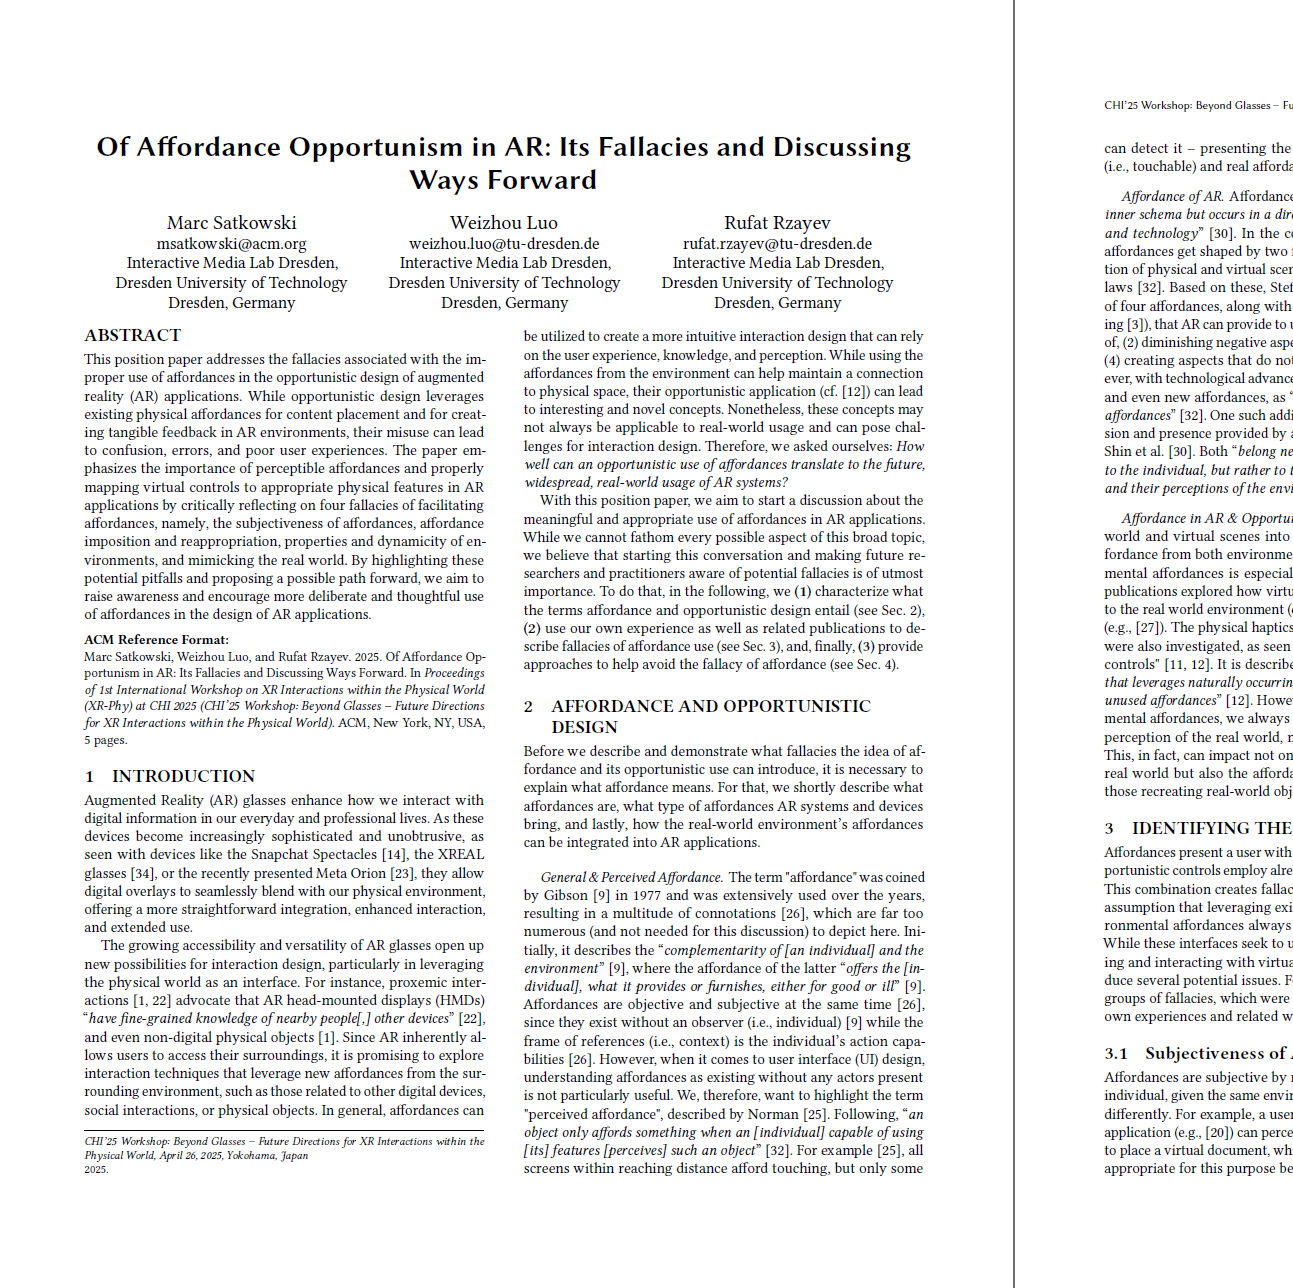 Of Affordance Opportunism in AR: Its Fallacies and Discussing
Ways Forward
Marc Satkowski
msatkowski@acm.org
Interactive Media Lab Dresden,
Dresden University of Technology
Dresden, Germany
Weizhou Luo
weizhou.luo@tu-dresden.de
Interactive Media Lab Dresden,
Dresden University of Technology
Dresden, Germany
Rufat Rzayev
rufat.rzayev@tu-dresden.de
Interactive Media Lab Dresden,
Dresden University of Technology
Dresden, Germany
ABSTRACT
This position paper addresses the fallacies associated with the im-
proper use of affordances in the opportunistic design of augmented
reality (AR) applications. While opportunistic design leverages
existing physical affordances for content placement and for creat-
ing tangible feedback in AR environments, their misuse can lead
to confusion, errors, and poor user experiences. The paper em-
phasizes the importance of perceptible affordances and properly
mapping virtual controls to appropriate physical features in AR
applications by critically reflecting on four fallacies of facilitating
affordances, namely, the subjectiveness of affordances, affordance
imposition and reappropriation, properties and dynamicity of en-
vironments, and mimicking the real world. By highlighting these
potential pitfalls and proposing a possible path forward, we aim to
raise awareness and encourage more deliberate and thoughtful use
of affordances in the design of AR applications.
ACM Reference Format:
Marc Satkowski, Weizhou Luo, and Rufat Rzayev. 2025. Of Affordance Op-
portunism in AR: Its Fallacies and Discussing Ways Forward. In Proceedings
of 1st International Workshop on XR Interactions within the Physical World
(XR-Phy) at CHI 2025 (CHI'25 Workshop: Beyond Glasses – Future Directions
for XR Interactions within the Physical World). ACM, New York, NY, USA,
5 pages.
1 INTRODUCTION
Augmented Reality (AR) glasses enhance how we interact with
digital information in our everyday and professional lives. As these
devices become increasingly sophisticated and unobtrusive, as
seen with devices like the Snapchat Spectacles [14], the XREAL
glasses [34], or the recently presented Meta Orion [23], they allow
digital overlays to seamlessly blend with our physical environment,
offering a more straightforward integration, enhanced interaction,
and extended use.
The growing accessibility and versatility of AR glasses open up
new possibilities for interaction design, particularly in leveraging
the physical world as an interface. For instance, proxemic inter-
actions [1, 22] advocate that AR head-mounted displays (HMDs)
“have fine-grained knowledge of nearby people[,] other devices” [22],
and even non-digital physical objects [1]. Since AR inherently al-
lows users to access their surroundings, it is promising to explore
interaction techniques that leverage new affordances from the sur-
rounding environment, such as those related to other digital devices,
social interactions, or physical objects. In general, affordances can
CHI'25 Workshop: Beyond Glasses – Future Directions for XR Interactions within the
Physical World, April 26, 2025, Yokohama, Japan
2025.
be utilized to create a more intuitive interaction design that can rely
on the user experience, knowledge, and perception. While using the
affordances from the environment can help maintain a connection
to physical space, their opportunistic application (cf. [12]) can lead
to interesting and novel concepts. Nonetheless, these concepts may
not always be applicable to real-world usage and can pose chal-
lenges for interaction design. Therefore, we asked ourselves: How
well can an opportunistic use of affordances translate to the future,
widespread, real-world usage of AR systems?
With this position paper, we aim to start a discussion about the
meaningful and appropriate use of affordances in AR applications.
While we cannot fathom every possible aspect of this broad topic,
we believe that starting this conversation and making future re-
searchers and practitioners aware of potential fallacies is of utmost
importance. To do that, in the following, we (1) characterize what
the terms affordance and opportunistic design entail (see Sec. 2),
(2) use our own experience as well as related publications to de-
scribe fallacies of affordance use (see Sec. 3), and, finally, (3) provide
approaches to help avoid the fallacy of affordance (see Sec. 4).
2 AFFORDANCE AND OPPORTUNISTIC
DESIGN
Before we describe and demonstrate what fallacies the idea of af-
fordance and its opportunistic use can introduce, it is necessary to
explain what affordance means. For that, we shortly describe what
affordances are, what type of affordances AR systems and devices
bring, and lastly, how the real-world environment's affordances
can be integrated into AR applications.
General & Perceived Affordance. The term "affordance" was coined
by Gibson [9] in 1977 and was extensively used over the years,
resulting in a multitude of connotations [26], which are far too
numerous (and not needed for this discussion) to depict here. Ini-
tially, it describes the “complementarity of [an individual] and the
environment” [9], where the affordance of the latter “offers the [in-
dividual], what it provides or furnishes, either for good or ill” [9].
Affordances are objective and subjective at the same time [26],
since they exist without an observer (i.e., individual) [9] while the
frame of references (i.e., context) is the individual's action capa-
bilities [26]. However, when it comes to user interface (UI) design,
understanding affordances as existing without any actors present
is not particularly useful. We, therefore, want to highlight the term
"perceived affordance", described by Norman [25]. Following, “an
object only affords something when an [individual] capable of using
[its] features [perceives] such an object” [32]. For example [25], all
screens within reaching distance afford touching, but only some
CHI'25 Workshop: Beyond Glasses – Fu
can detect it – presenting the
(i.e., touchable) and real afforda
Affordance of AR. Affordance
inner schema but occurs in a dire
and technology” [30]. In the co
affordances get shaped by two
tion of physical and virtual scen
laws [32]. Based on these, Stef
of four affordances, along with
ing [3]), that AR can provide to u
of, (2) diminishing negative aspe
(4) creating aspects that do not
ever, with technological advance
and even new affordances, as “
affordances” [32]. One such addi
sion and presence provided by a
Shin et al. [30]. Both “belong ne
to the individual, but rather to t
and their perceptions of the envi
Affordance in AR & Opportun
world and virtual scenes into
fordance from both environme
mental affordances is especial
publications explored how virtu
to the real world environment (
(e.g., [27]). The physical haptics
were also investigated, as seen
controls" [11, 12]. It is describe
that leverages naturally occurrin
unused affordances” [12]. Howev
mental affordances, we always
perception of the real world, n
This, in fact, can impact not on
real world but also the afforda
those recreating real-world obj
3 IDENTIFYING THE
Affordances present a user with
portunistic controls employ alre
This combination creates fallac
assumption that leveraging exi
ronmental affordances always
While these interfaces seek to u
ing and interacting with virtua
duce several potential issues. Fo
groups of fallacies, which were
own experiences and related w
3.1 Subjectiveness of A
Affordances are subjective by n
individual, given the same envir
differently. For example, a user
application (e.g., [20]) can perce
to place a virtual document, wh
appropriate for this purpose be